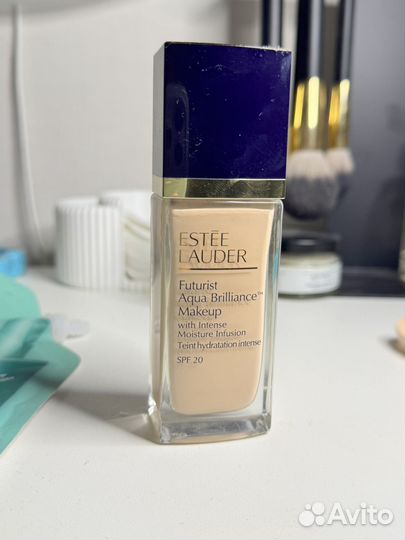 ESTĒE
LAUDER
Futurist
Aqua Brilliance™
Makeup
with Intense
Moisture Infusion
Teint hydratation intense
SPF 20
Avito